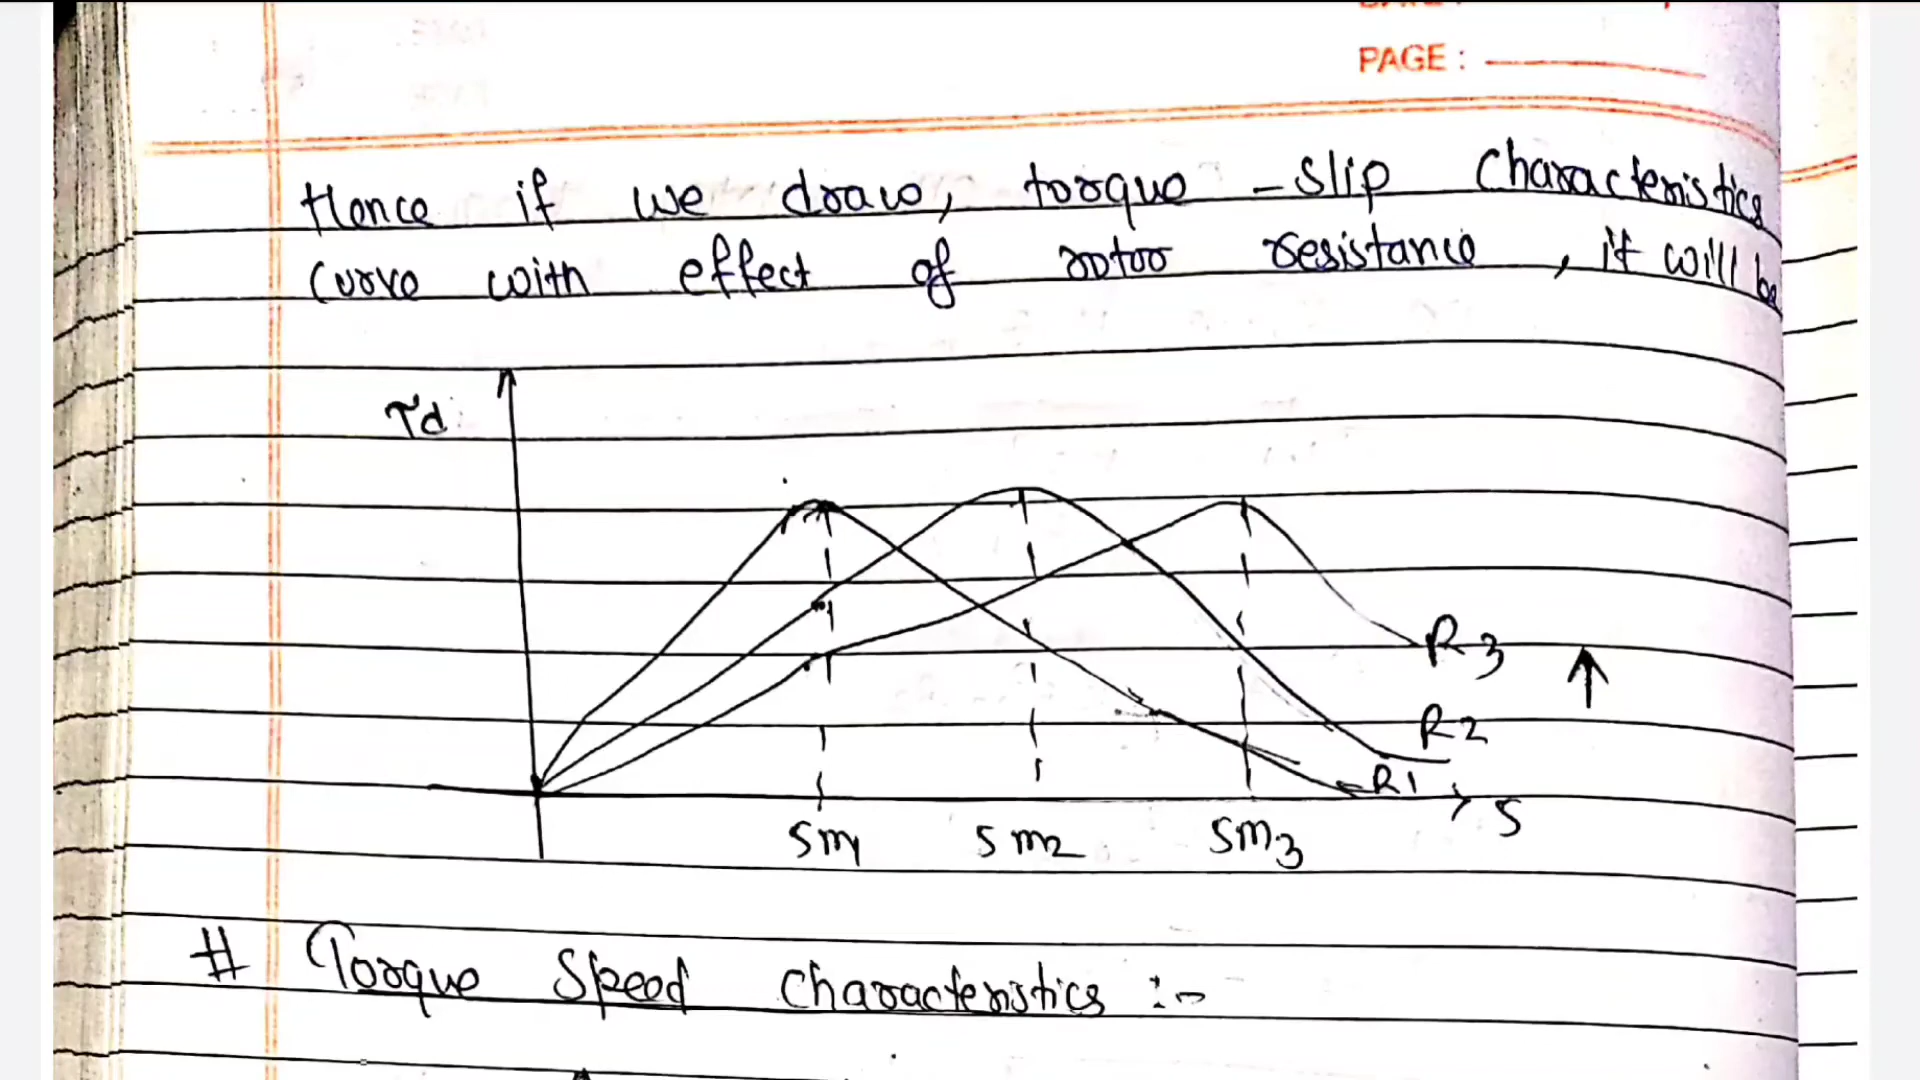 PAGE :
Hence if we draw, torque - slip characteristics
curve with effect of rotor resistance, it will be
Td
R3
R2
R1
S
Sm1 Sm2 Sm3
# Torque Speed characteristics :-